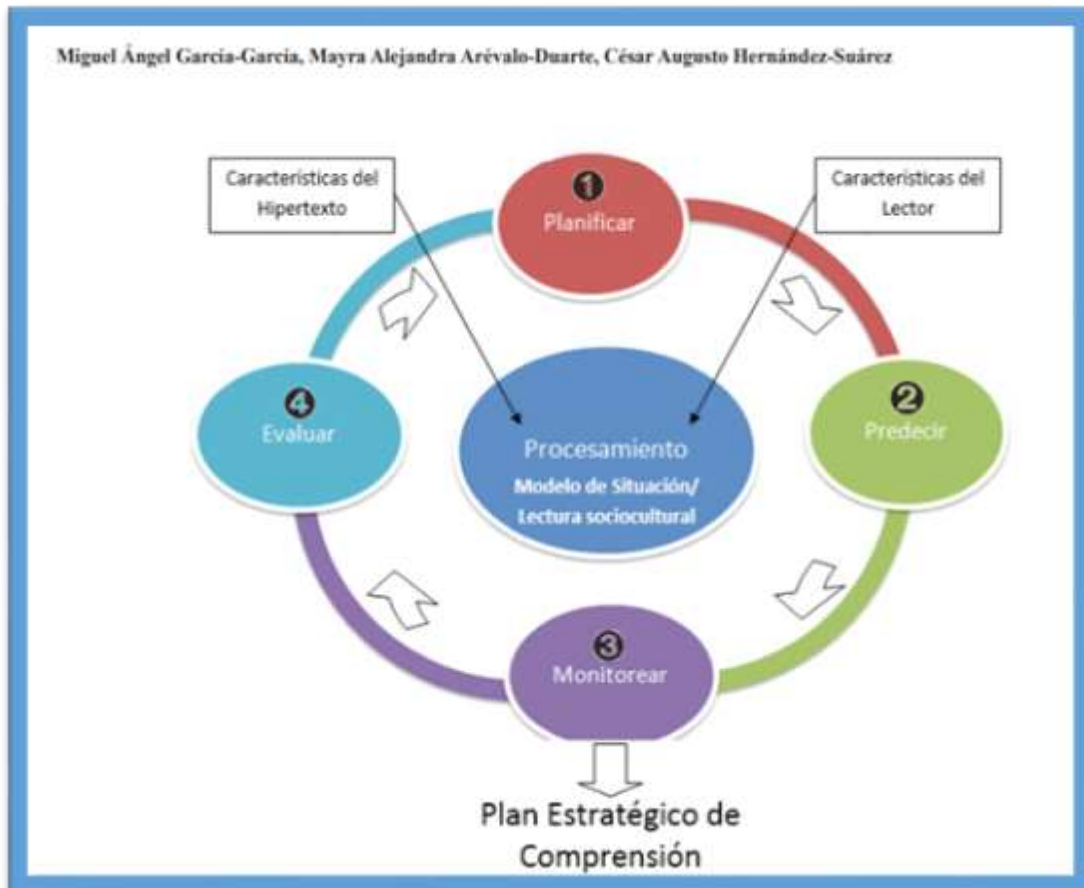 Miguel Ángel García-García, Mayra Alejandra Arévalo-Duarte, César Augusto Hernández-Suárez
Características del
Hipertexto
Características del
Lector
1
Planificar
2
Predecir
4
Evaluar
Procesamiento
Modelo de Situación/
Lectura sociocultural
3
Monitorear
Plan Estratégico de
Comprensión